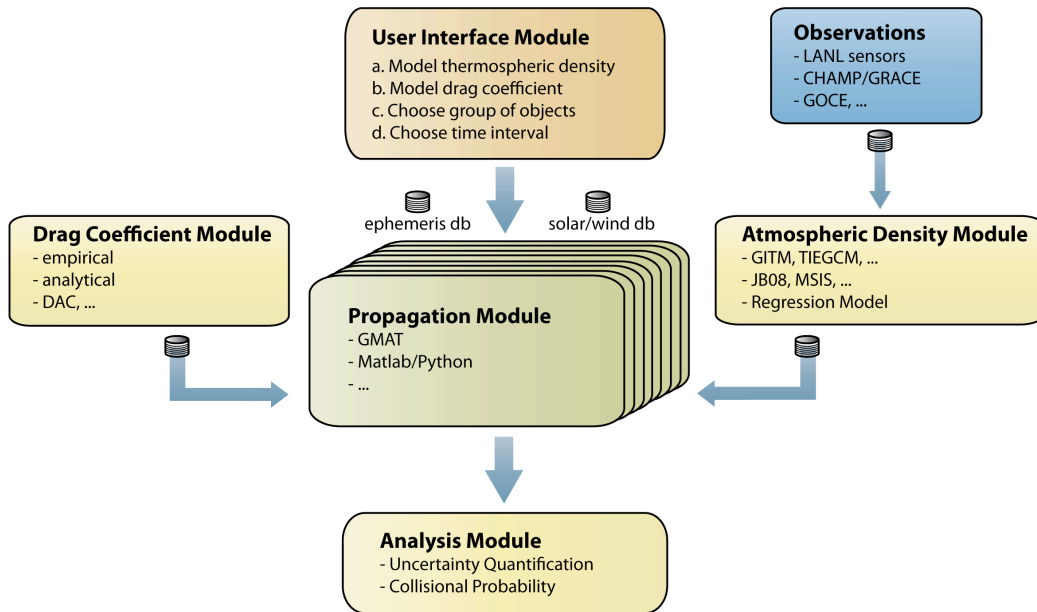 User Interface Module
a. Model thermospheric density
b. Model drag coefficient
c. Choose group of objects
d. Choose time interval
Observations
- LANL sensors
- CHAMP/GRACE
- GOCE, ...
ephemeris db
solar/wind db
Drag Coefficient Module
- empirical
- analytical
- DAC, ...
Atmospheric Density Module
- GITM, TIEGCM, ...
- JB08, MSIS, ...
- Regression Model
Propagation Module
- GMAT
- Matlab/Python
- ...
Analysis Module
- Uncertainty Quantification
- Collisional Probability